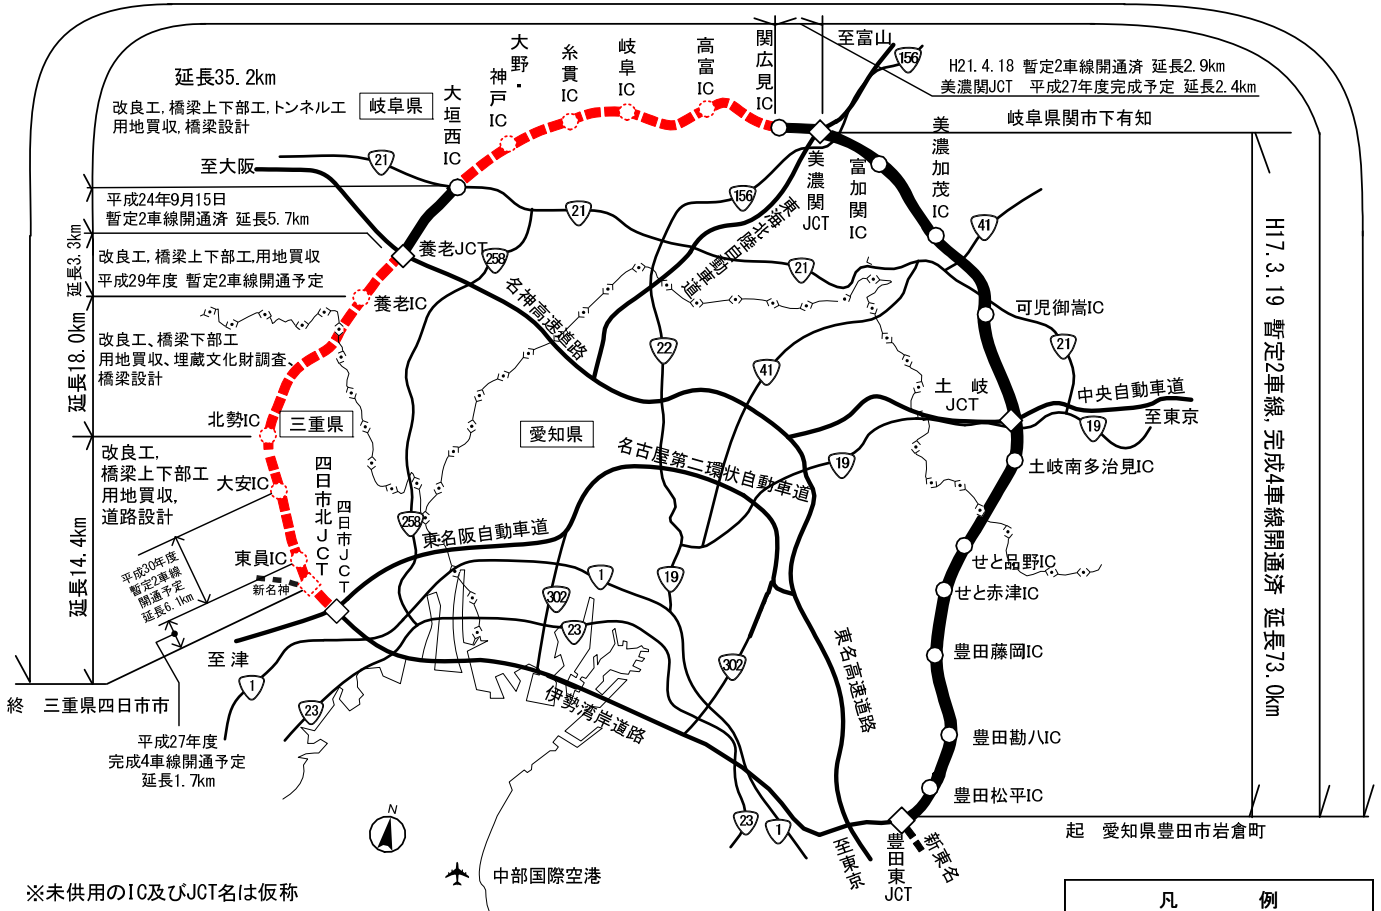 延長35.2km
改良工,橋梁上下部工,トンネル工
用地買収,橋梁設計
岐阜県
大垣西IC
大野・
神戸IC
糸貫IC
岐阜IC
高富IC
関広見IC
至富山
156
H21.4.18 暫定2車線開通済 延長2.9km
美濃関JCT 平成27年度完成予定 延長2.4km
岐阜県関市下有知
美濃関JCT
富加関IC
美濃加茂IC
至大阪
21
平成24年9月15日
暫定2車線開通済 延長5.7km
養老JCT
258
21
156
東海北陸自動車道
21
41
延長3.3km
改良工,橋梁上下部工,用地買収
平成29年度 暫定2車線開通予定
養老IC
名神高速道路
可児御嵩IC
21
H17.3.19 暫定2車線,完成4車線開通済 延長73.0km
延長18.0km
改良工、橋梁下部工
用地買収、埋蔵文化財調査、
橋梁設計
22
41
土岐
JCT
中央自動車道
至東京
19
北勢IC
三重県
愛知県
名古屋第二環状自動車道
19
土岐南多治見IC
改良工,
橋梁上下部工
用地買収,
道路設計
大安IC
四日市北JCT
四日市JCT
258
東名阪自動車道
延長14.4km
東員IC
新名神
平成30年度
暫定2車線
開通予定
延長6.1km
せと品野IC
せと赤津IC
1
19
302
23
302
豊田藤岡IC
東名高速道路
至津
1
23
伊勢湾岸道路
終 三重県四日市市
平成27年度
完成4車線開通予定
延長1.7km
豊田勘八IC
豊田松平IC
23
1
至東京
豊田東JCT
新東名
起 愛知県豊田市岩倉町
N
中部国際空港
※未供用のIC及びJCT名は仮称
凡 例